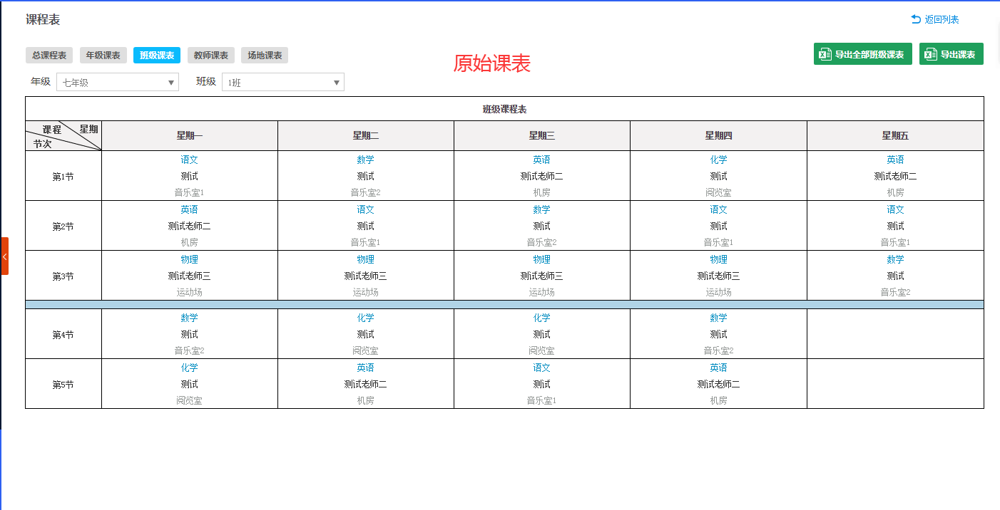 课程表
返回列表
总课程表 年级课表 班级课表 教师课表 场地课表
原始课表
导出全部班级课表 导出课表
年级 七年级 班级 1班
班级课程表
课程 星期 节次 星期一 星期二 星期三 星期四 星期五
语文 数学 英语 化学 英语
第1节 测试 测试 测试老师二 测试 测试老师二
音乐室1 音乐室2 机房 阅览室 机房
英语 语文 数学 语文 语文
第2节 测试老师二 测试 测试 测试 测试
机房 音乐室1 音乐室2 音乐室1 音乐室1
物理 物理 物理 物理 数学
第3节 测试老师三 测试老师三 测试老师三 测试老师三 测试
运动场 运动场 运动场 运动场 音乐室2
数学 化学 化学 数学
第4节 测试 测试 测试 测试
音乐室2 阅览室 阅览室 音乐室2
化学 英语 语文 英语
第5节 测试 测试老师二 测试 测试老师二
阅览室 机房 音乐室1 机房